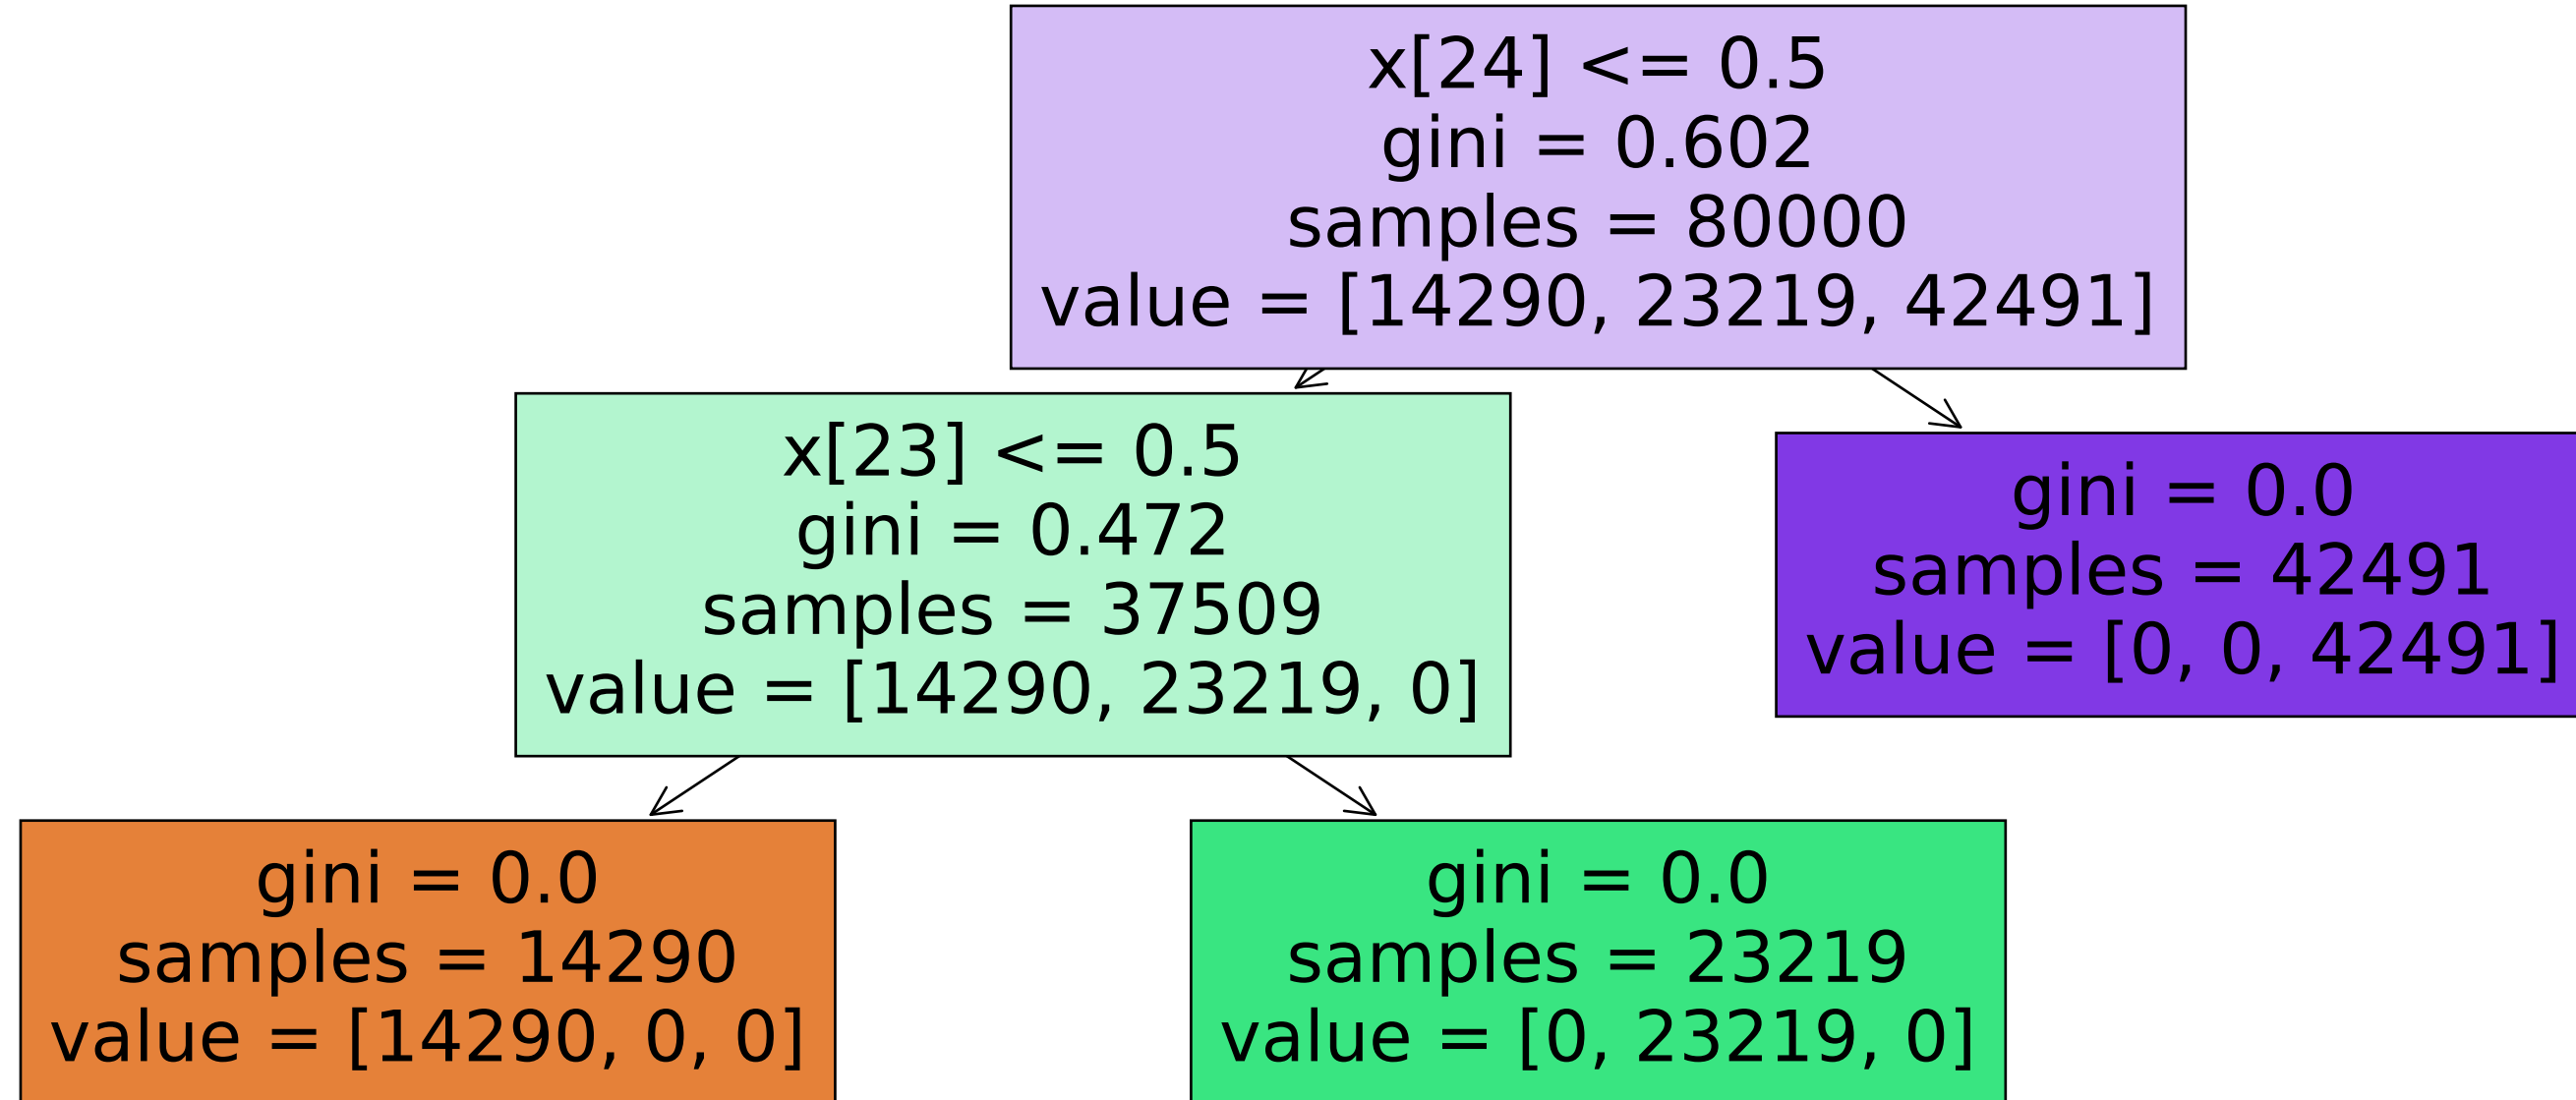 x[24] <= 0.5
gini = 0.602
samples = 80000
value = [14290, 23219, 42491]
x[23] <= 0.5
gini = 0.472
samples = 37509
value = [14290, 23219, 0]
gini = 0.0
samples = 42491
value = [0, 0, 42491]
gini = 0.0
samples = 14290
value = [14290, 0, 0]
gini = 0.0
samples = 23219
value = [0, 23219, 0]